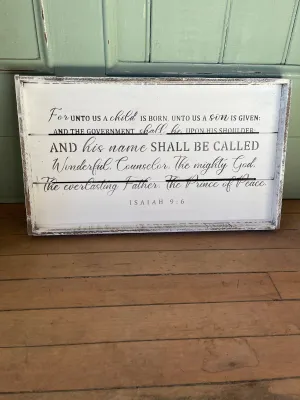 For UNTO US A child IS BORN, UNTO US A son IS GIVEN;
AND THE GOVERNMENT shall be UPON HIS SHOULDER:
AND his name SHALL BE CALLED
Wonderful, Counselor, The mighty God,
The everlasting Father, The Prince of Peace.
ISAIAH 9:6